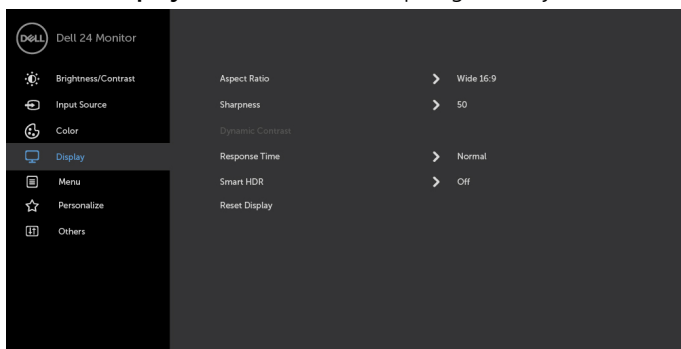 DELL Dell 24 Monitor
Brightness/Contrast Aspect Ratio Wide 16:9
Input Source Sharpness 50
Color Dynamic Contrast
Display Response Time Normal
Menu Smart HDR Off
Personalize Reset Display
Others